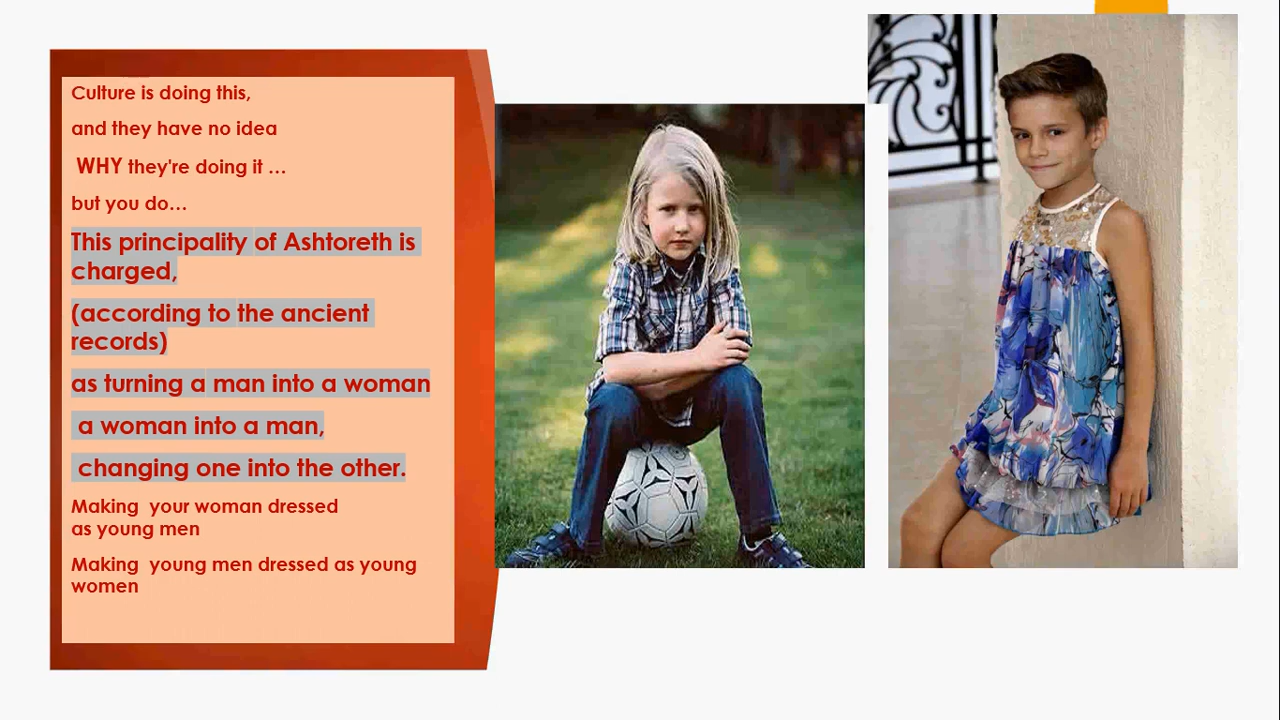 Culture is doing this,
and they have no idea
WHY they're doing it ...
but you do...
This principality of Ashtoreth is
charged,
(according to the ancient
records)
as turning a man into a woman
a woman into a man,
changing one into the other.
Making  your woman dressed
as young men
Making  young men dressed as young
women